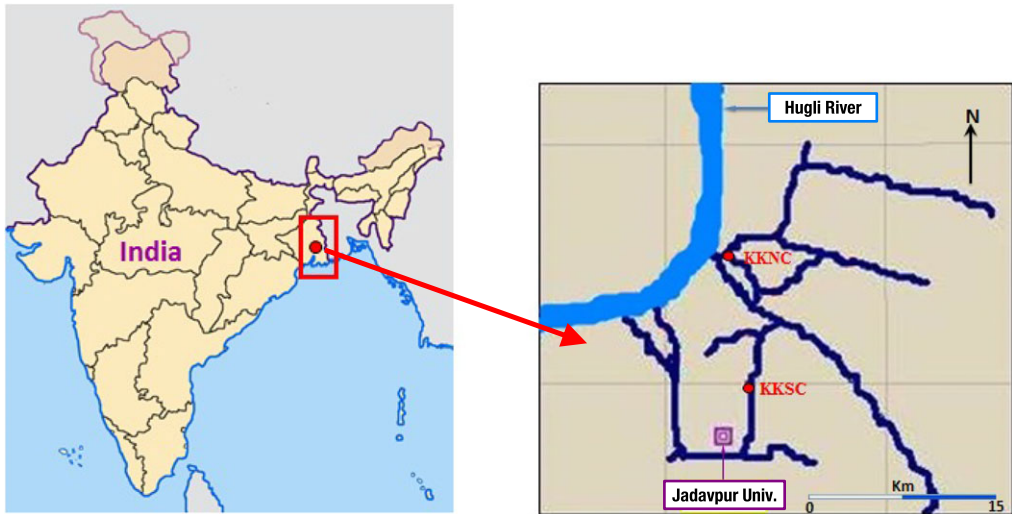 India
Hugli River
N
KKNC
KKSC
Jadavpur Univ.
Km
0 15